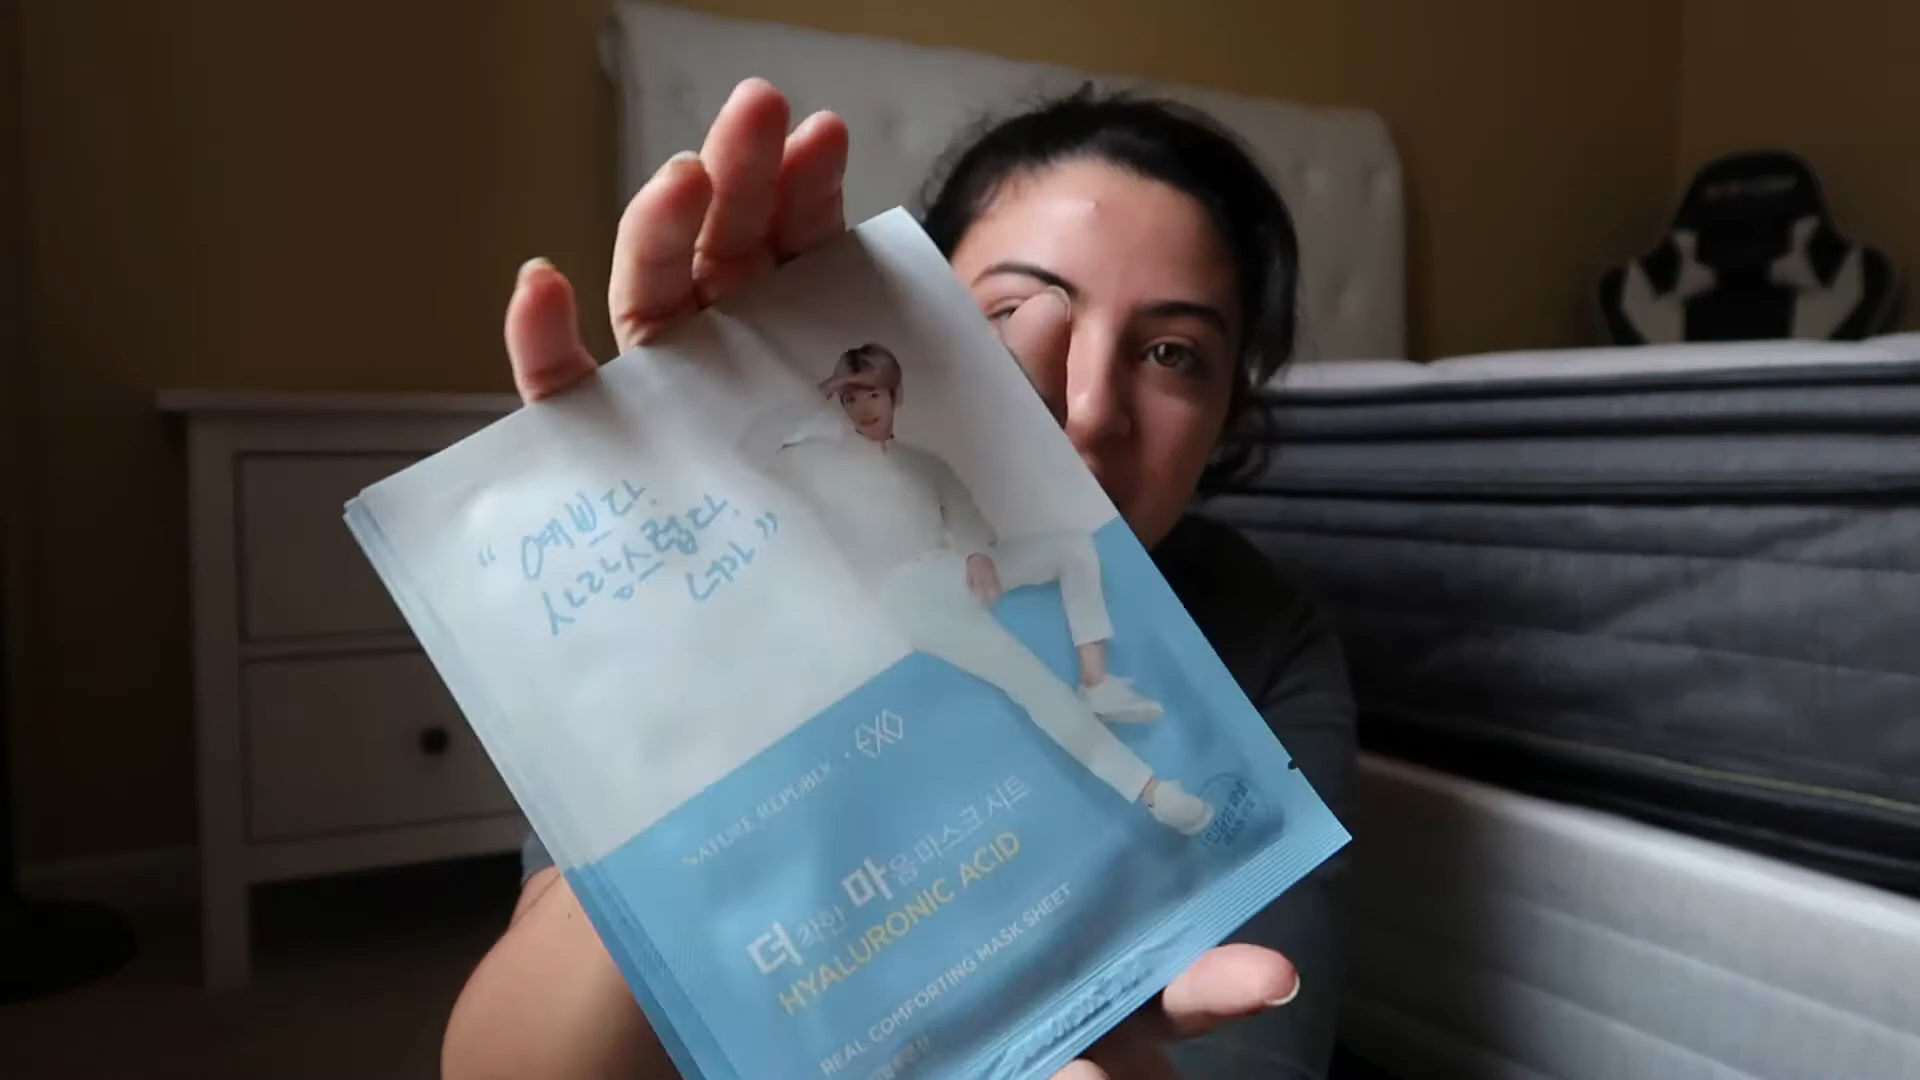 "예쁘다.
사랑스럽다.
너가"
NATURE REPUBLIC · EXO
더 착한 마음 마스크 시트
HYALURONIC ACID
REAL COMFORTING MASK SHEET